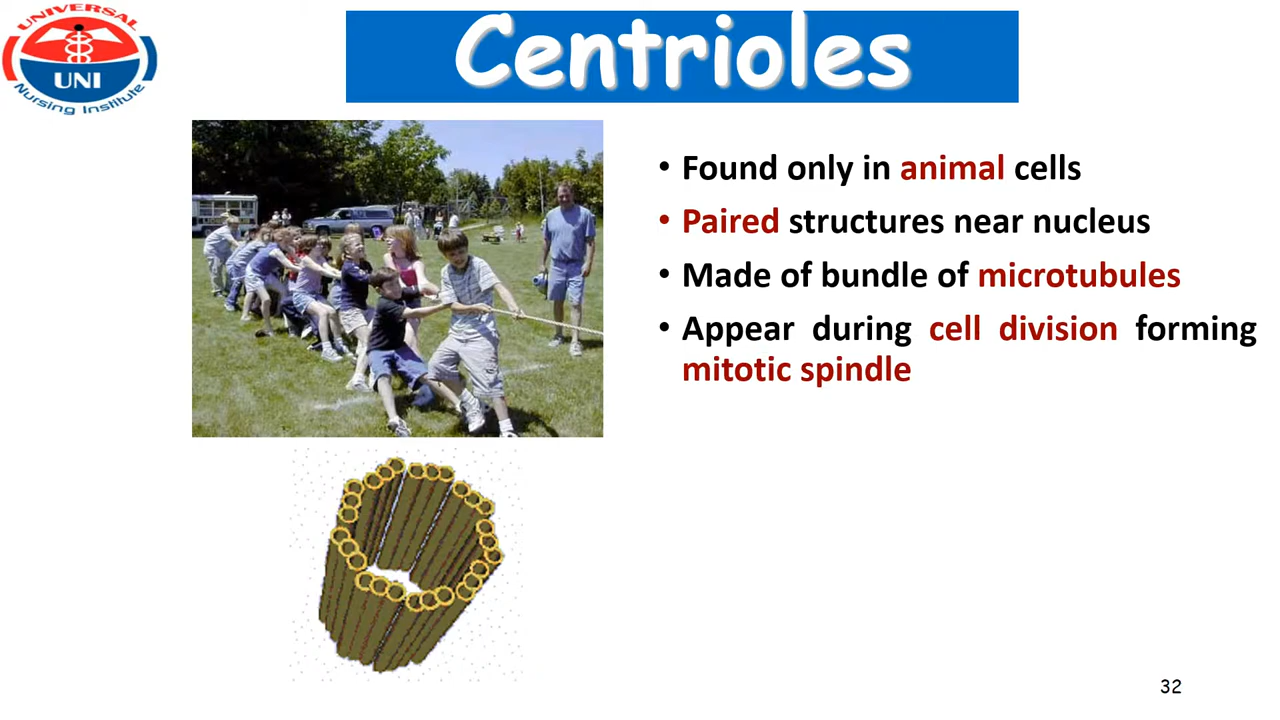 UNIVERSAL
UNI
Nursing Institute
Centrioles
• Found only in animal cells
• Paired structures near nucleus
• Made of bundle of microtubules
• Appear during cell division forming
mitotic spindle
32